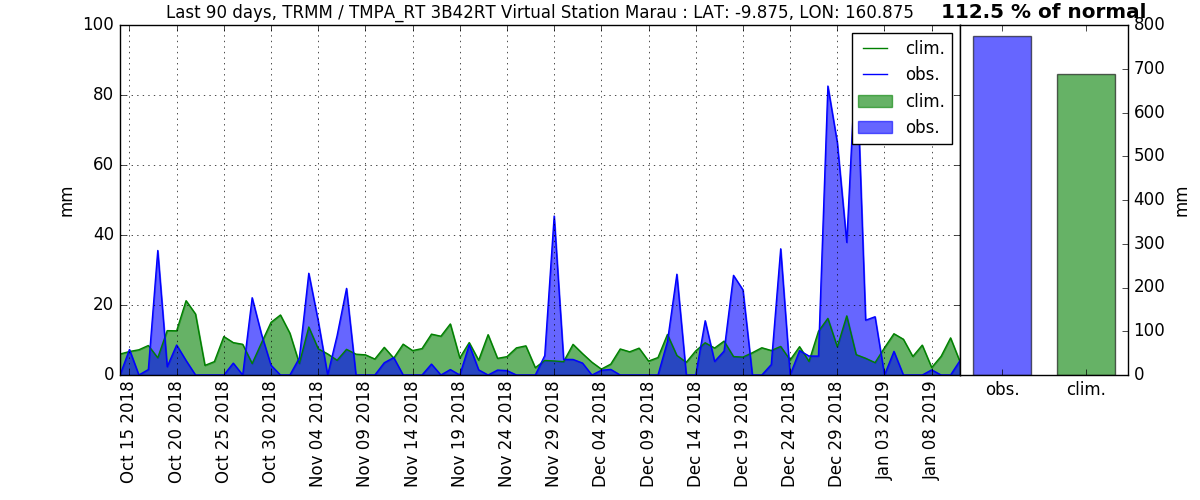 Last 90 days, TRMM / TMPA_RT 3B42RT Virtual Station Marau : LAT: -9.875, LON: 160.875
112.5 % of normal
100
80
60
40
20
0
mm
clim.
obs.
clim.
obs.
800
700
600
500
400
300
200
100
0
mm
Oct 15 2018
Oct 20 2018
Oct 25 2018
Oct 30 2018
Nov 04 2018
Nov 09 2018
Nov 14 2018
Nov 19 2018
Nov 24 2018
Nov 29 2018
Dec 04 2018
Dec 09 2018
Dec 14 2018
Dec 19 2018
Dec 24 2018
Dec 29 2018
Jan 03 2019
Jan 08 2019
obs.
clim.